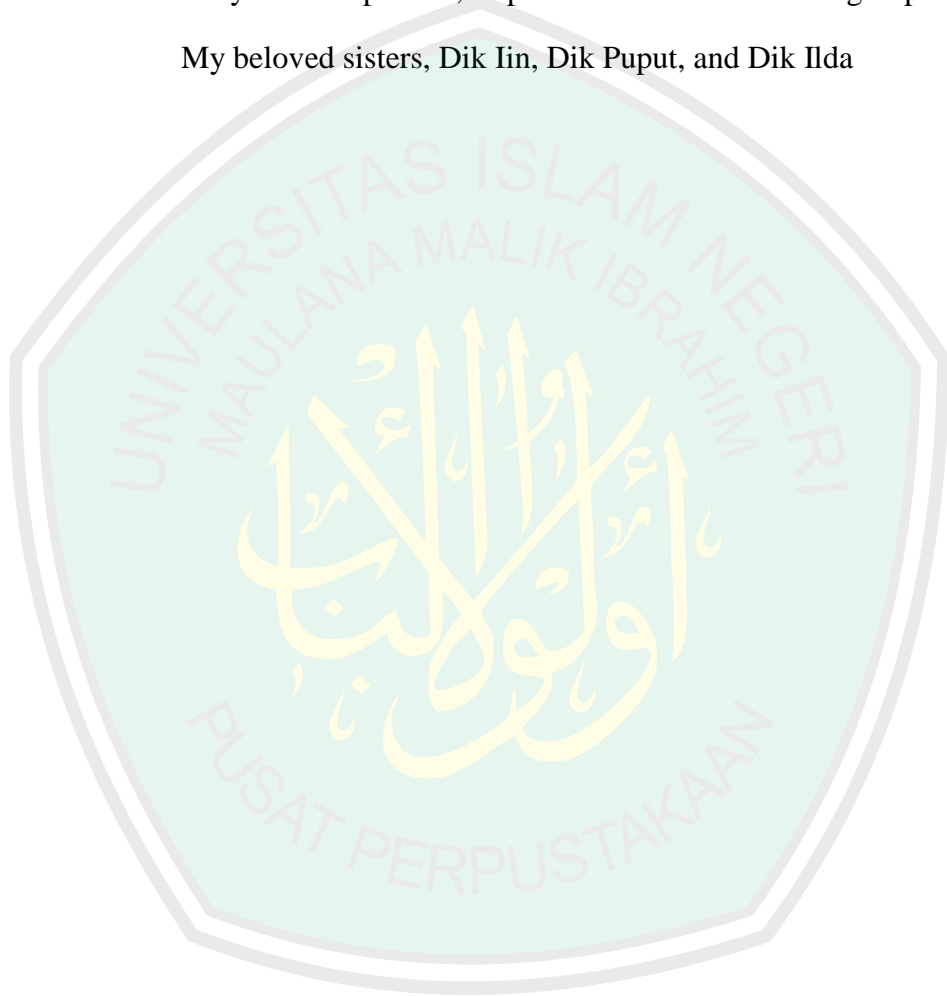 My beloved sisters, Dik Iin, Dik Puput, and Dik Ilda
UNIVERSITAS ISLAM NEGERI
MAULANA MALIK IBRAHIM
أولوا الألباب
PUSAT PERPUSTAKAAN